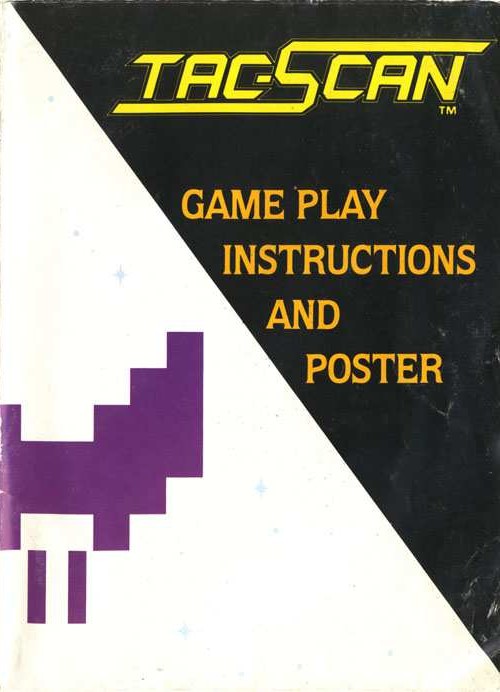 TAC-SCAN
TM
GAME PLAY
INSTRUCTIONS
AND
POSTER